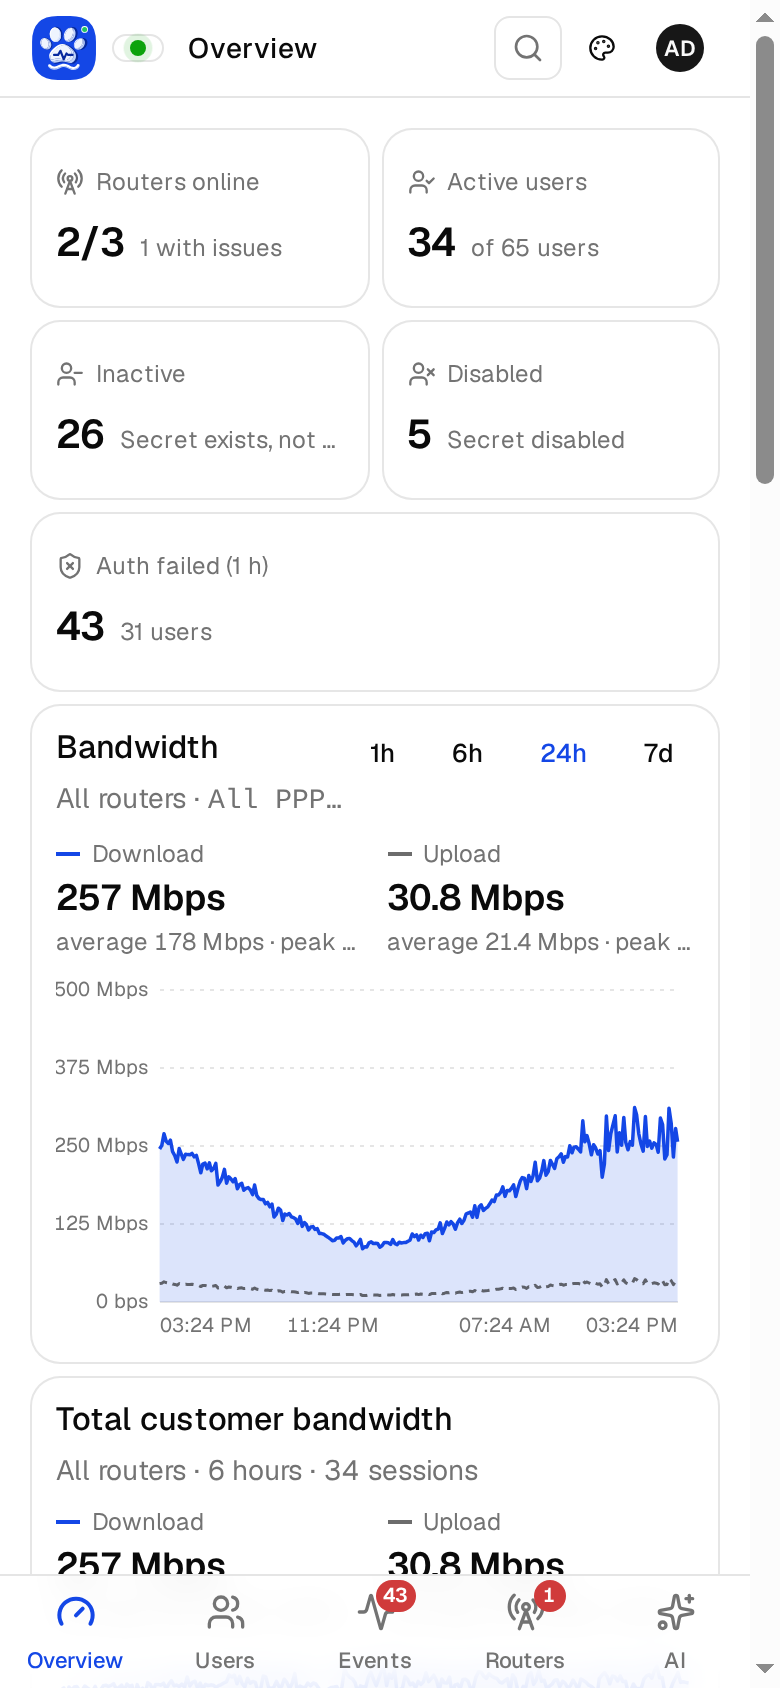 Overview
AD
Routers online
2/3 1 with issues
Active users
34 of 65 users
Inactive
26 Secret exists, not ...
Disabled
5 Secret disabled
Auth failed (1 h)
43 31 users
Bandwidth
1h 6h 24h 7d
All routers · All PPP...
Download
257 Mbps
average 178 Mbps · peak ...
Upload
30.8 Mbps
average 21.4 Mbps · peak ...
500 Mbps
375 Mbps
250 Mbps
125 Mbps
0 bps
03:24 PM 11:24 PM 07:24 AM 03:24 PM
Total customer bandwidth
All routers · 6 hours · 34 sessions
Download
257 Mbps
Upload
30.8 Mbps
43
1
Overview Users Events Routers AI